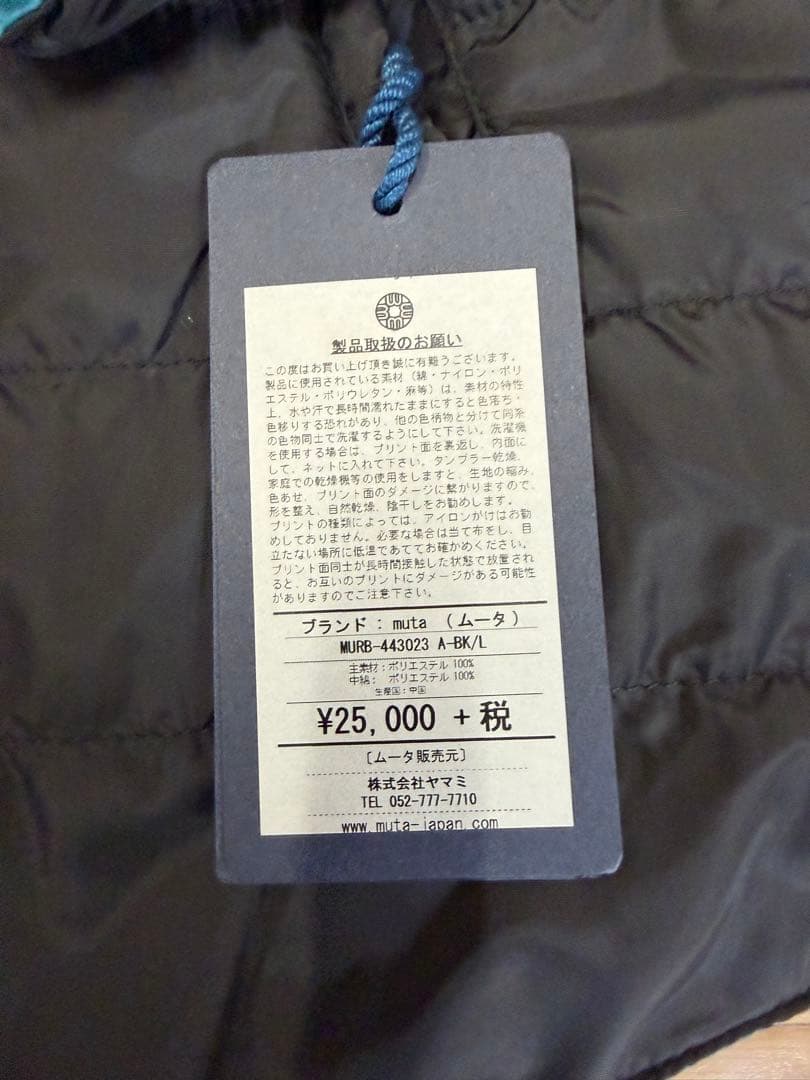 製品取扱のお願い
この度はお買い上げ頂き誠に有難うございます。
製品に使用されている素材（綿・ナイロン・ポリ
エステル・ポリウレタン・麻等）は、素材の特性
上、水や汗で長時間濡れたままにすると色落ち・
色移りする恐れがあり、他の色柄物と分けて同系
の色物同士で洗濯するようにして下さい。洗濯機
を使用する場合は、プリント面を裏返し、内面に
して、ネットに入れて下さい。タンブラー乾燥、
家庭での乾燥機等の使用をしますと、生地の縮み、
色あせ、プリント面のダメージに繋がりますので、
形を整え、自然乾燥、陰干しをお勧めします。
プリントの種類によっては、アイロンがけはお勧
めしておりません。必要な場合は当て布をし、目
立たない場所に低温であててお確かめください。
プリント面同士が長時間接触した状態で放置され
ると、お互いのプリントにダメージがある可能性
がありますのでご注意下さい。
ブランド：muta （ムータ）
MURB-443023 A-BK/L
主素材：ポリエステル 100%
中綿： ポリエステル 100%
生産国：中国
¥25,000 + 税
［ムータ販売元］
株式会社ヤマミ
TEL 052-777-7710
www.muta-japan.com